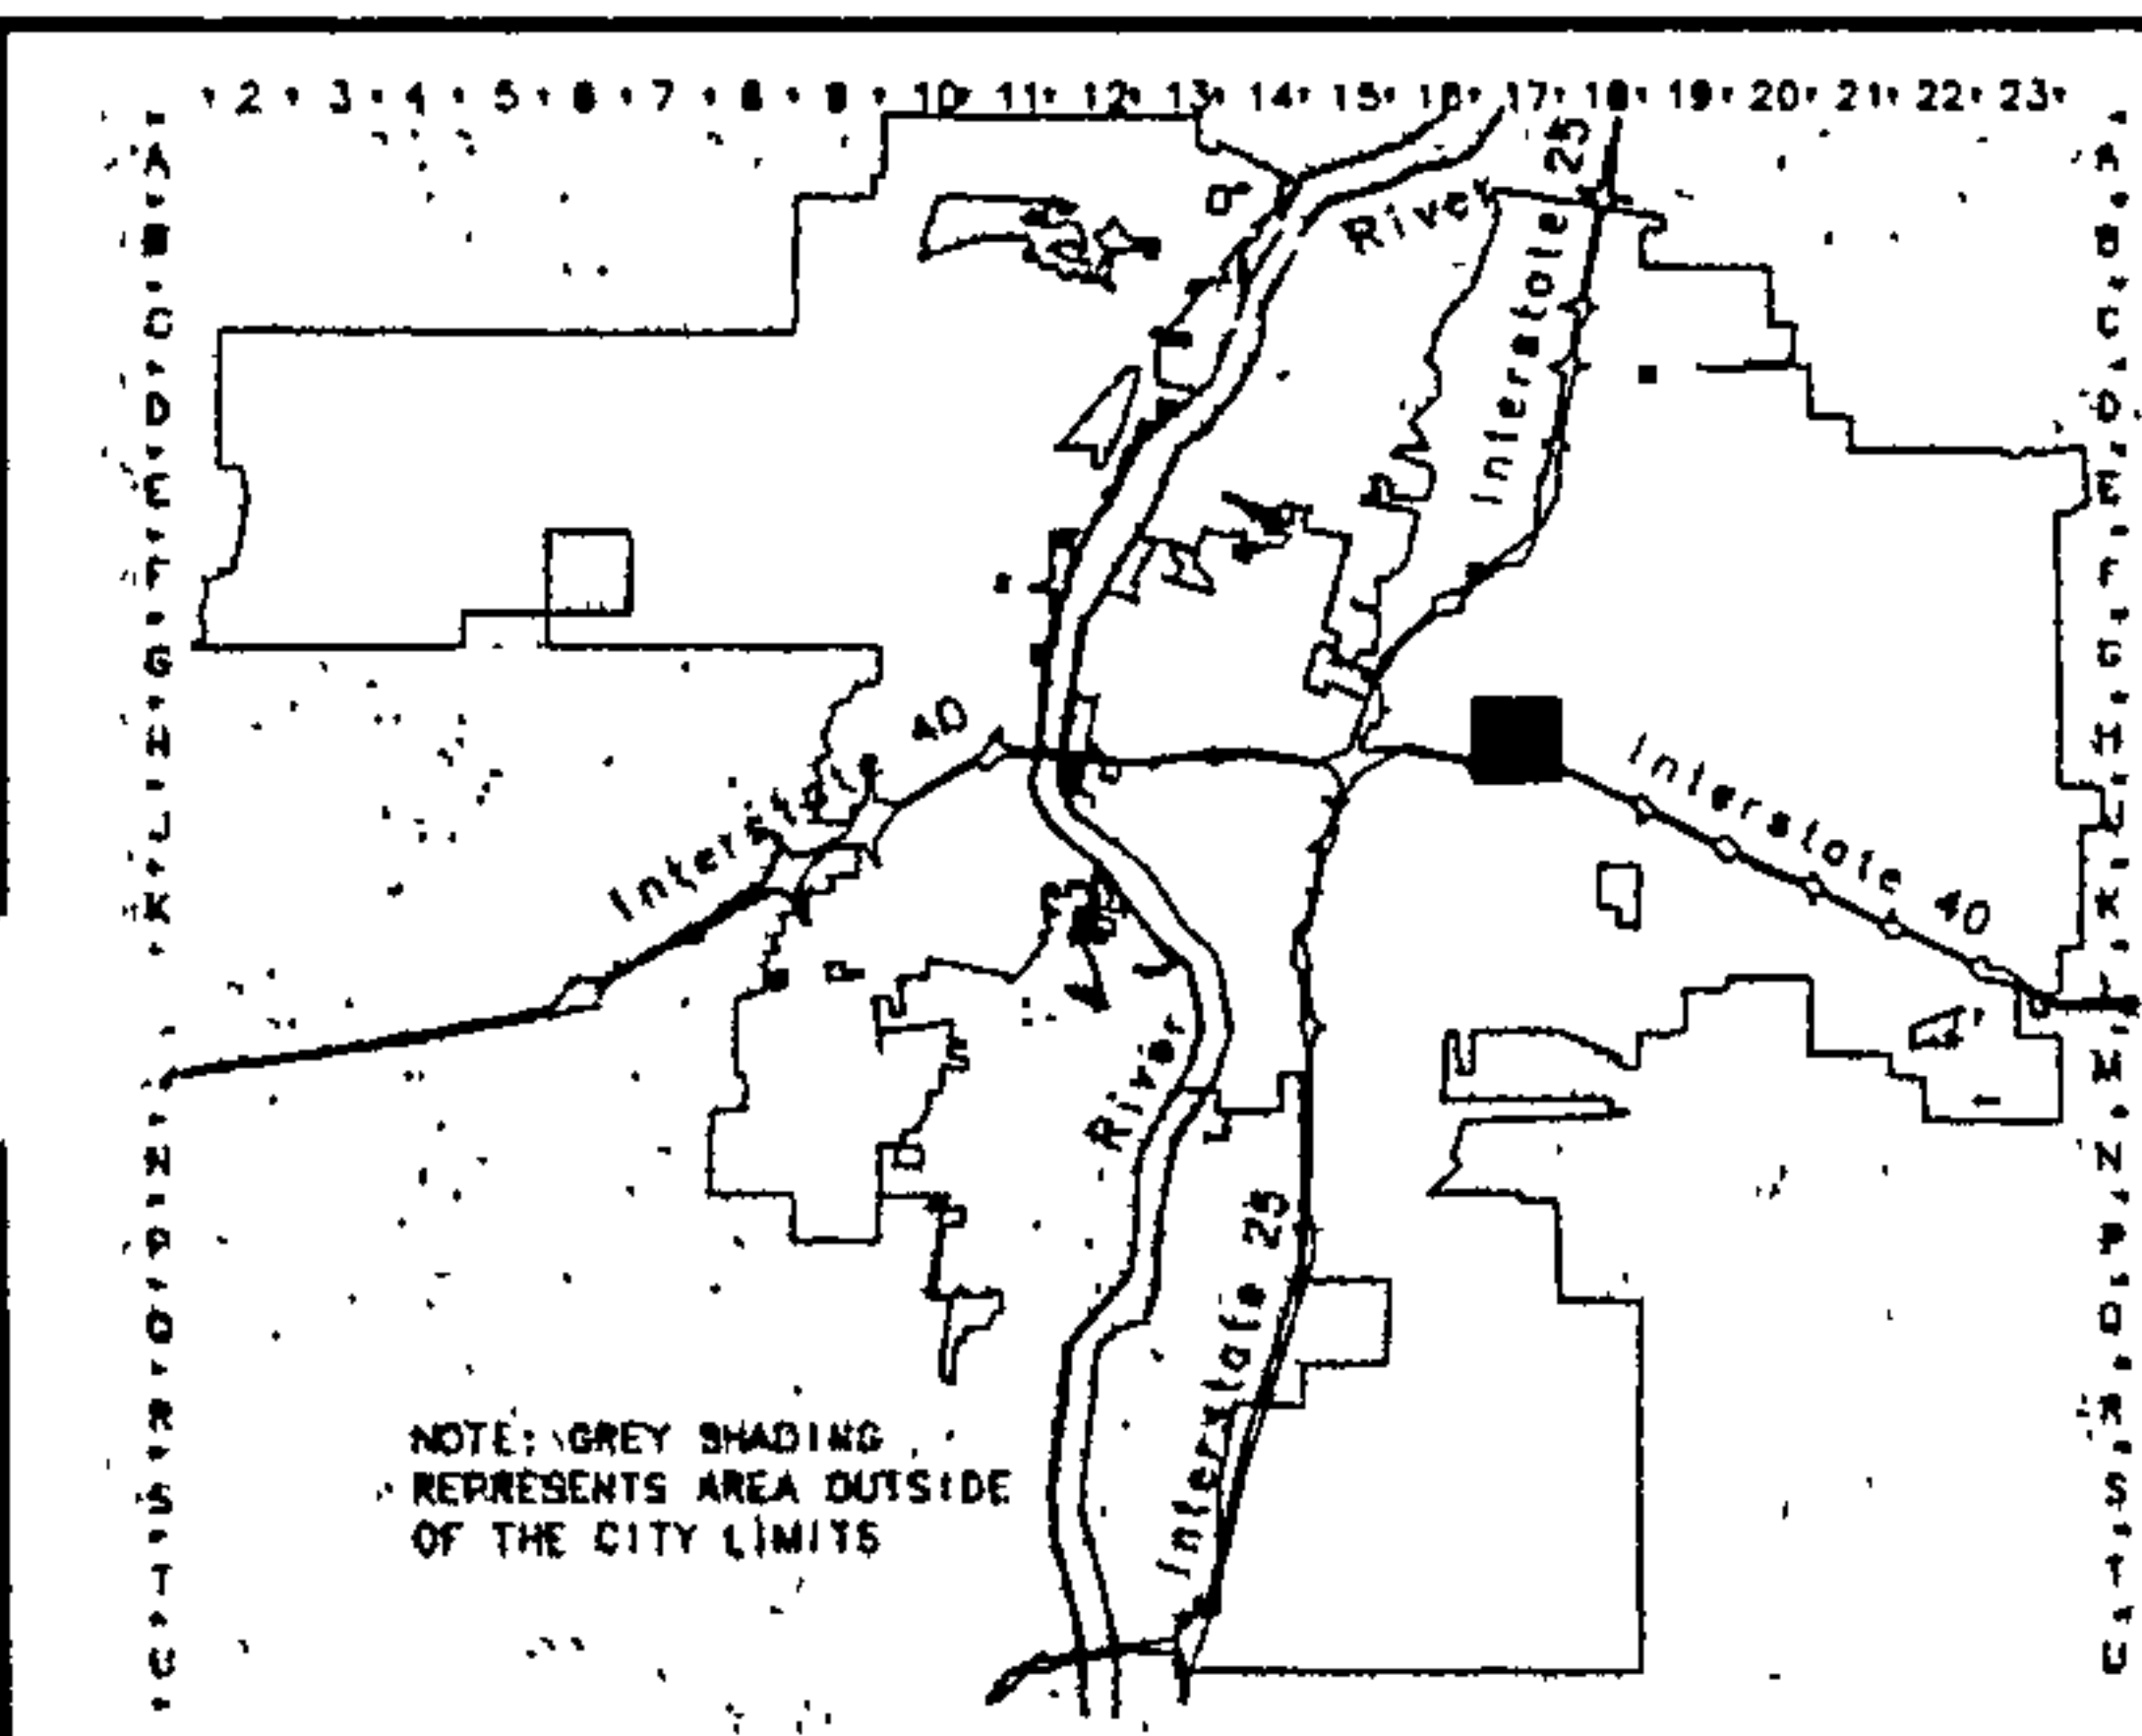 2 3 4 5 6 7 8 9 10 11 12 13 14 15 16 17 18 19 20 21 22 23
A A
B B
C C
D D
E E
F F
G G
H H
J J
K K
L
M M
N N
P P
Q Q
R R
S S
T T
U U
River
Interstate 25
Interstate 40
Interstate 40
River
Interstate 25
NOTE: GREY SHADING
REPRESENTS AREA OUTSIDE
OF THE CITY LIMITS